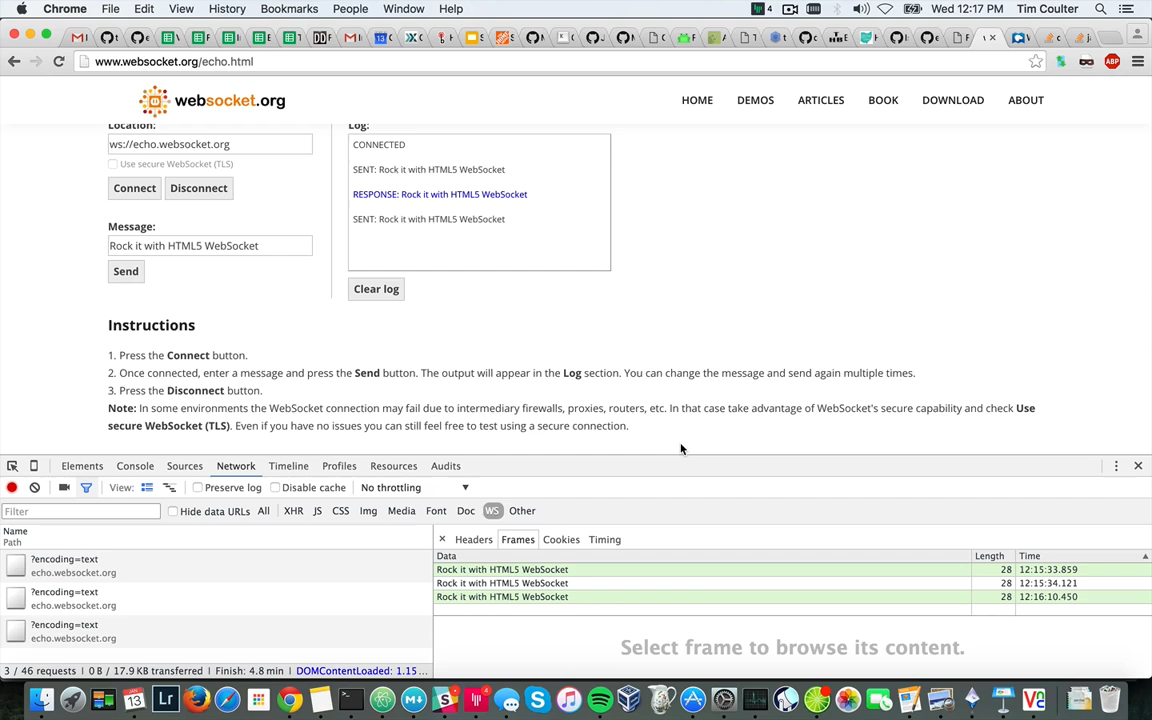 Chrome File Edit View History Bookmarks People Window Help 4 Wed 12:17 PM Tim Coulter
www.websocket.org/echo.html
websocket.org HOME DEMOS ARTICLES BOOK DOWNLOAD ABOUT
Location: Log:
ws://echo.websocket.org CONNECTED
Use secure WebSocket (TLS)
SENT: Rock it with HTML5 WebSocket
Connect Disconnect
RESPONSE: Rock it with HTML5 WebSocket
SENT: Rock it with HTML5 WebSocket
Message:
Rock it with HTML5 WebSocket
Send
Clear log
Instructions
1. Press the Connect button.
2. Once connected, enter a message and press the Send button. The output will appear in the Log section. You can change the message and send again multiple times.
3. Press the Disconnect button.
Note: In some environments the WebSocket connection may fail due to intermediary firewalls, proxies, routers, etc. In that case take advantage of WebSocket's secure capability and check Use
secure WebSocket (TLS). Even if you have no issues you can still feel free to test using a secure connection.
Elements Console Sources Network Timeline Profiles Resources Audits
View: Preserve log Disable cache No throttling
Filter Hide data URLs All XHR JS CSS Img Media Font Doc WS Other
Name
Path
Headers Frames Cookies Timing
Data Length Time
?encoding=text
echo.websocket.org
Rock it with HTML5 WebSocket 28 12:15:33.859
Rock it with HTML5 WebSocket 28 12:15:34.121
Rock it with HTML5 WebSocket 28 12:16:10.450
?encoding=text
echo.websocket.org
?encoding=text
echo.websocket.org
Select frame to browse its content.
3 / 46 requests | 0 B / 17.9 KB transferred | Finish: 4.8 min | DOMContentLoaded: 1.15...